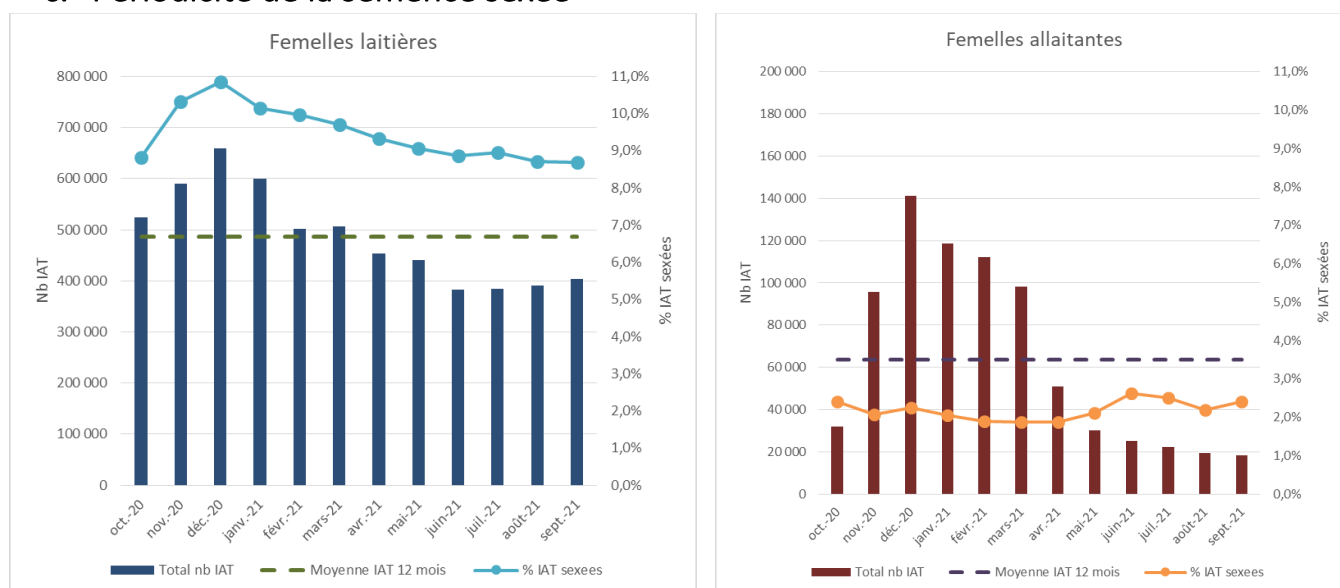 Périodicité de la semence sexée
Femelles laitières
800 000
700 000
600 000
500 000
400 000
300 000
200 000
100 000
0
Nb IAT
11,0%
10,0%
9,0%
8,0%
7,0%
6,0%
5,0%
4,0%
3,0%
2,0%
1,0%
0,0%
% IAT sexées
oct.-20
nov.-20
déc.-20
janv.-21
févr.-21
mars-21
avr.-21
mai-21
juin-21
juil.-21
août-21
sept.-21
Total nb IAT
Moyenne IAT 12 mois
% IAT sexees
Femelles allaitantes
200 000
180 000
160 000
140 000
120 000
100 000
80 000
60 000
40 000
20 000
0
Nb IAT
11,0%
10,0%
9,0%
8,0%
7,0%
6,0%
5,0%
4,0%
3,0%
2,0%
1,0%
0,0%
% IAT sexées
oct.-20
nov.-20
déc.-20
janv.-21
févr.-21
mars-21
avr.-21
mai-21
juin-21
juil.-21
août-21
sept.-21
Total nb IAT
Moyenne IAT 12 mois
% IAT sexees